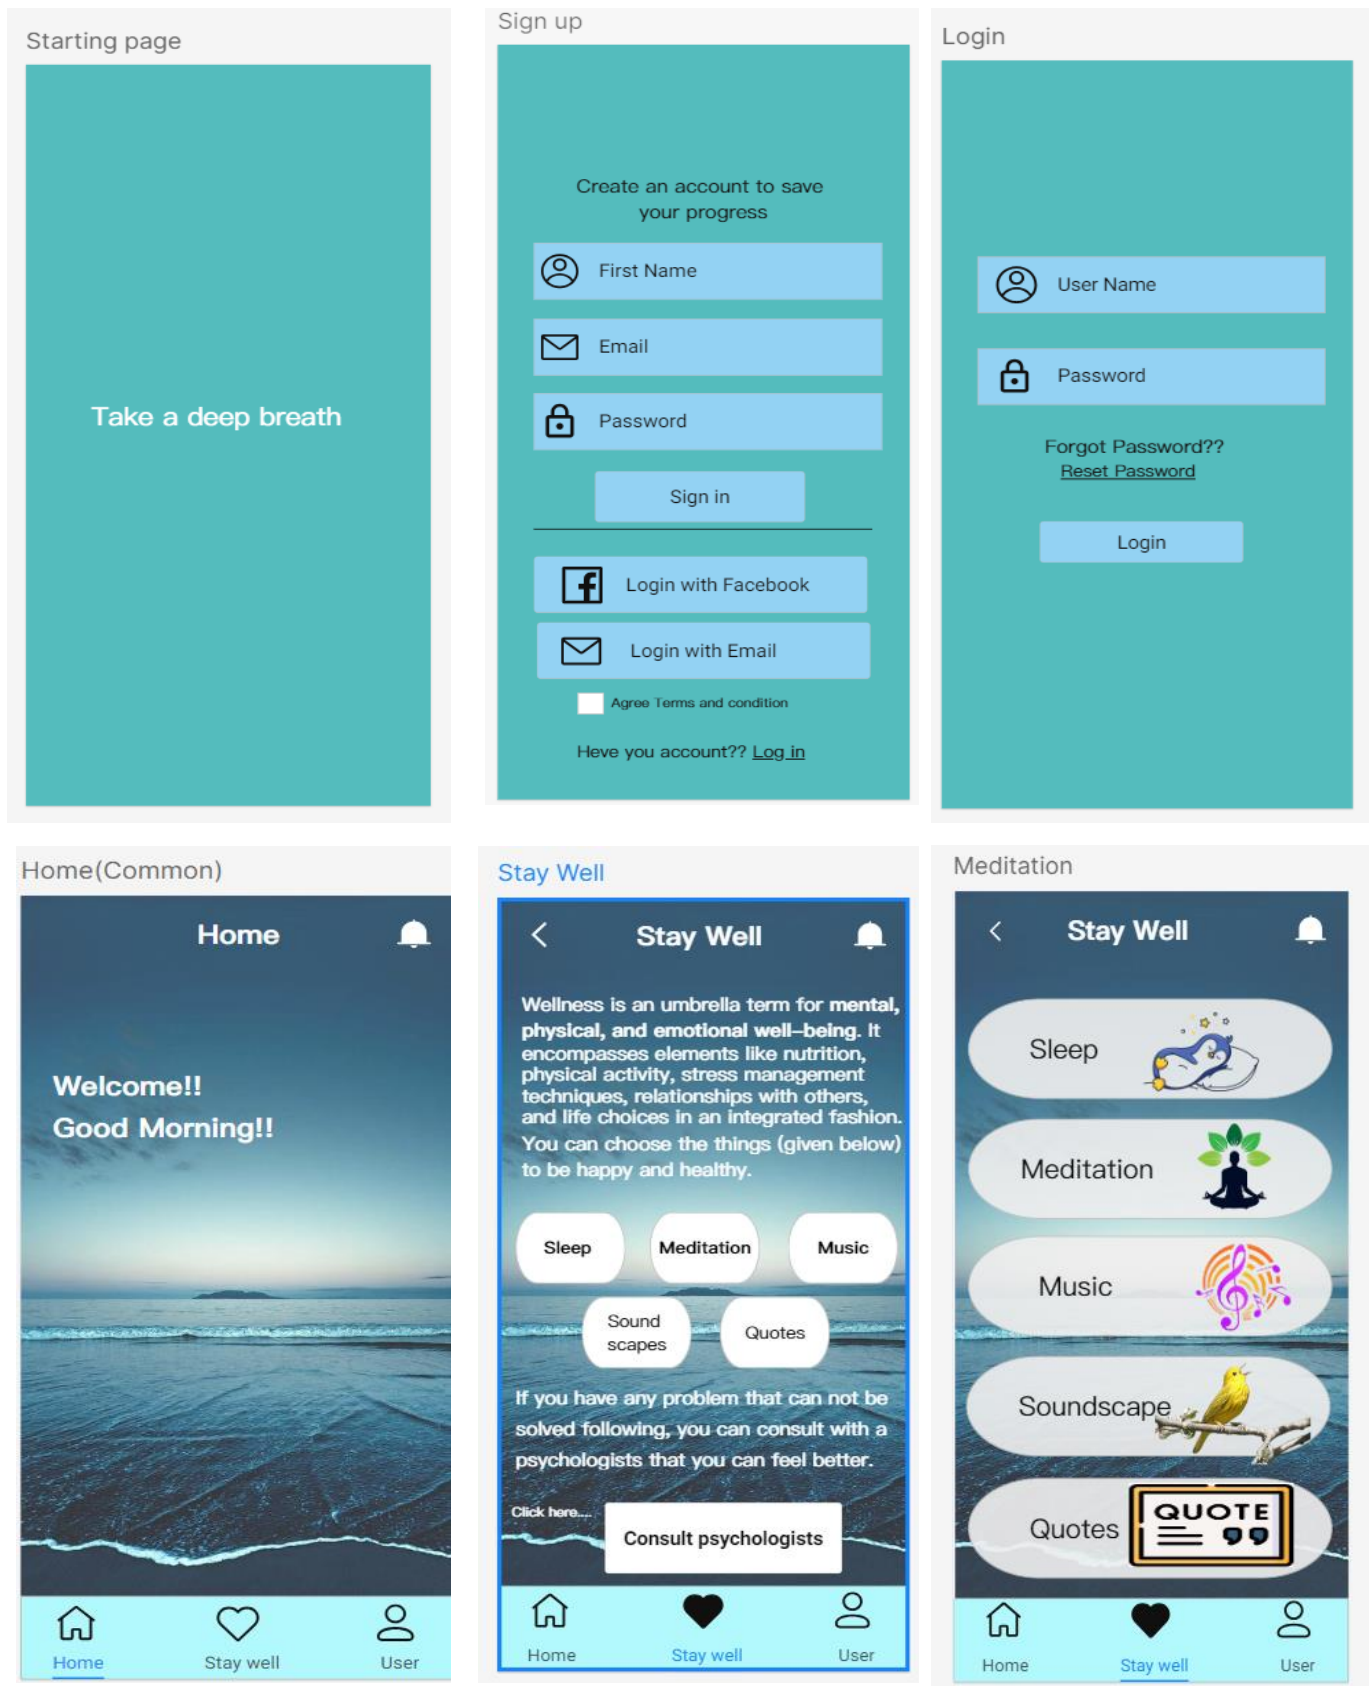 Starting page
Take a deep breath
Sign up
Create an account to save
your progress
First Name
Email
Password
Sign in
Login with Facebook
Login with Email
Agree Terms and condition
Heve you account?? Log in
Login
User Name
Password
Forgot Password??
Reset Password
Login
Home(Common)
Home
Welcome!!
Good Morning!!
Home
Stay well
User
Stay Well
Stay Well
Wellness is an umbrella term for mental,
physical, and emotional well-being. It
encompasses elements like nutrition,
physical activity, stress management
techniques, relationships with others,
and life choices in an integrated fashion.
You can choose the things (given below)
to be happy and healthy.
Sleep
Meditation
Music
Sound
scapes
Quotes
If you have any problem that can not be
solved following, you can consult with a
psychologists that you can feel better.
Click here....
Consult psychologists
Home
Stay well
User
Meditation
Stay Well
Sleep
Meditation
Music
Soundscape
Quotes
QUOTE
Home
Stay well
User